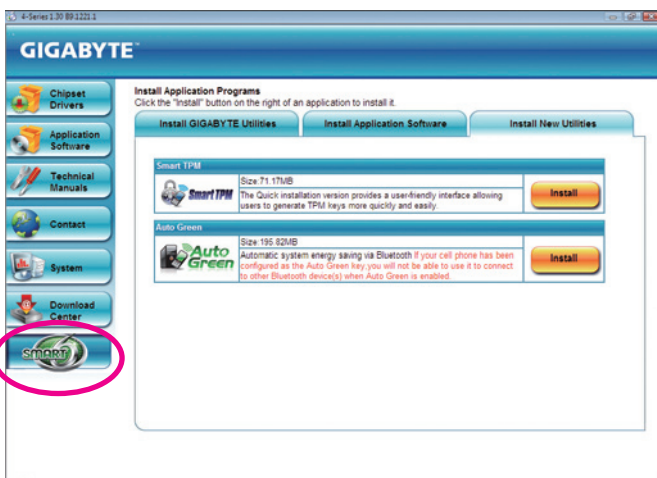 4-Series 1.30 B9.1221.1
GIGABYTE™
Chipset
Drivers
Application
Software
Technical
Manuals
Contact
System
Download
Center
SMART
Install Application Programs
Click the "Install" button on the right of an application to install it.
Install GIGABYTE Utilities
Install Application Software
Install New Utilities
Smart TPM
Smart TPM
Size:71.17MB
The Quick installation version provides a user-friendly interface allowing
users to generate TPM keys more quickly and easily.
Install
Auto Green
Auto
Green
Size:195.82MB
Automatic system energy saving via Bluetooth If your cell phone has been
configured as the Auto Green key,you will not be able to use it to connect
to other Bluetooth device(s) when Auto Green is enabled.
Install